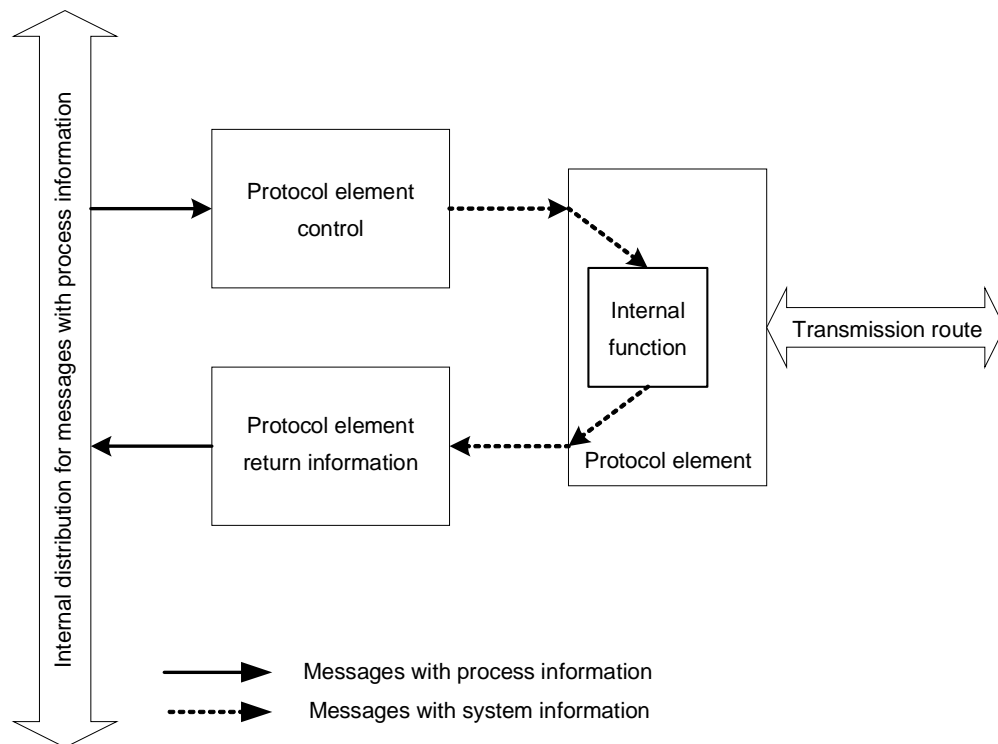 Internal distribution for messages with process information
Protocol element
control
Internal
function
Transmission route
Protocol element
return information
Protocol element
Messages with process information
Messages with system information